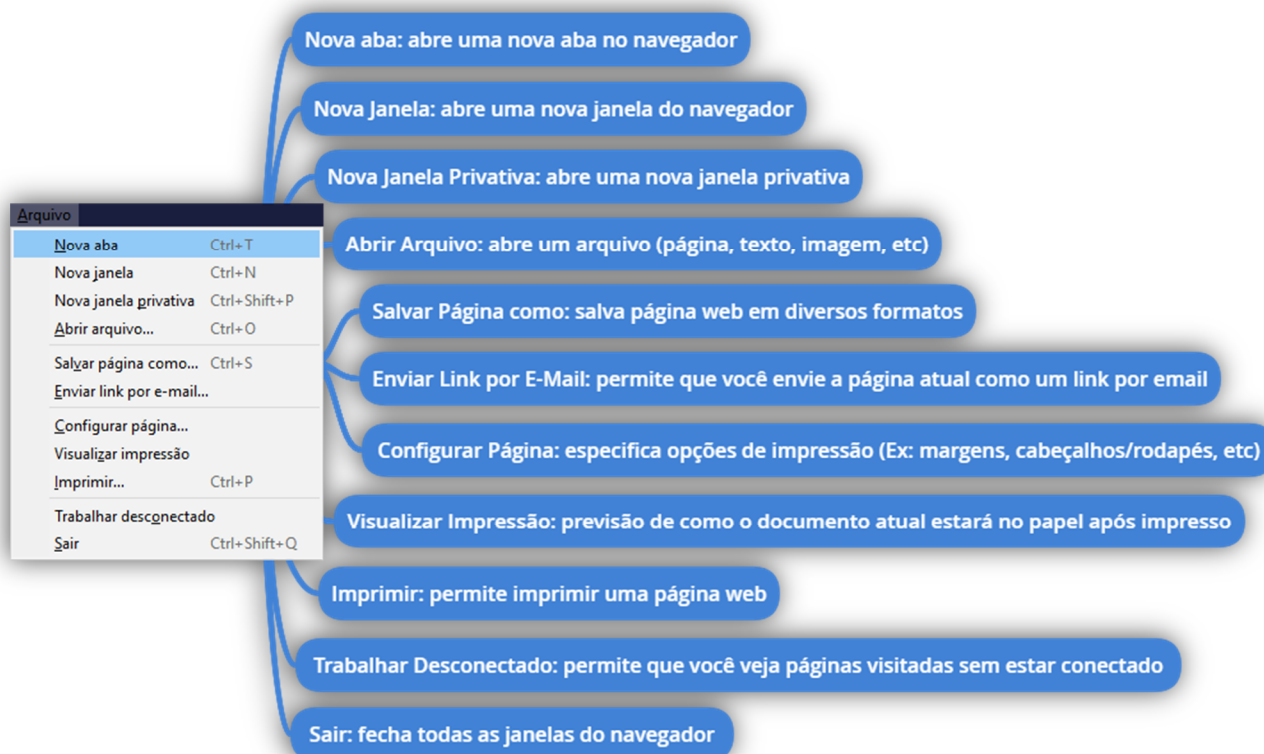 Nova aba: abre uma nova aba no navegador
Nova Janela: abre uma nova janela do navegador
Nova Janela Privativa: abre uma nova janela privativa
Abrir Arquivo: abre um arquivo (página, texto, imagem, etc)
Salvar Página como: salva página web em diversos formatos
Enviar Link por E-Mail: permite que você envie a página atual como um link por email
Configurar Página: especifica opções de impressão (Ex: margens, cabeçalhos/rodapés, etc)
Visualizar Impressão: previsão de como o documento atual estará no papel após impresso
Imprimir: permite imprimir uma página web
Trabalhar Desconectado: permite que você veja páginas visitadas sem estar conectado
Sair: fecha todas as janelas do navegador
Arquivo
Nova aba Ctrl+T
Nova janela Ctrl+N
Nova janela privativa Ctrl+Shift+P
Abrir arquivo... Ctrl+O
Salvar página como... Ctrl+S
Enviar link por e-mail...
Configurar página...
Visualizar impressão
Imprimir... Ctrl+P
Trabalhar desconectado
Sair Ctrl+Shift+Q